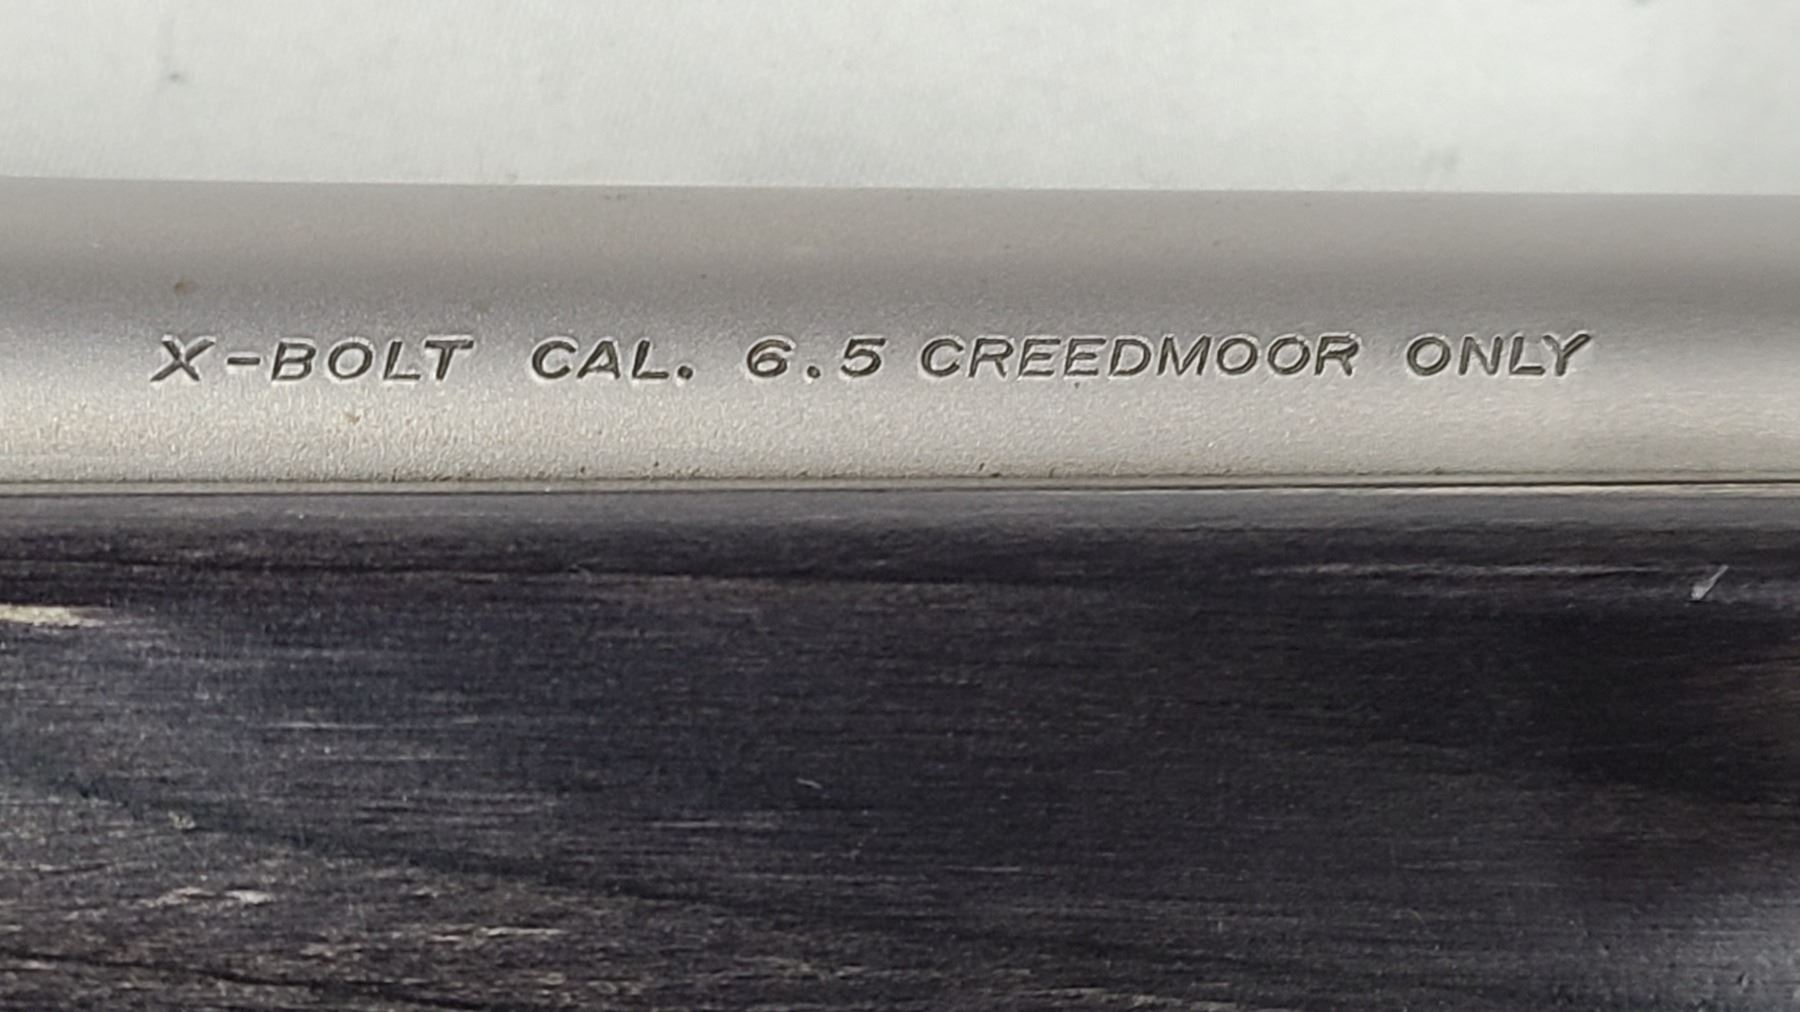 X-BOLT CAL. 6.5 CREEDMOOR ONLY